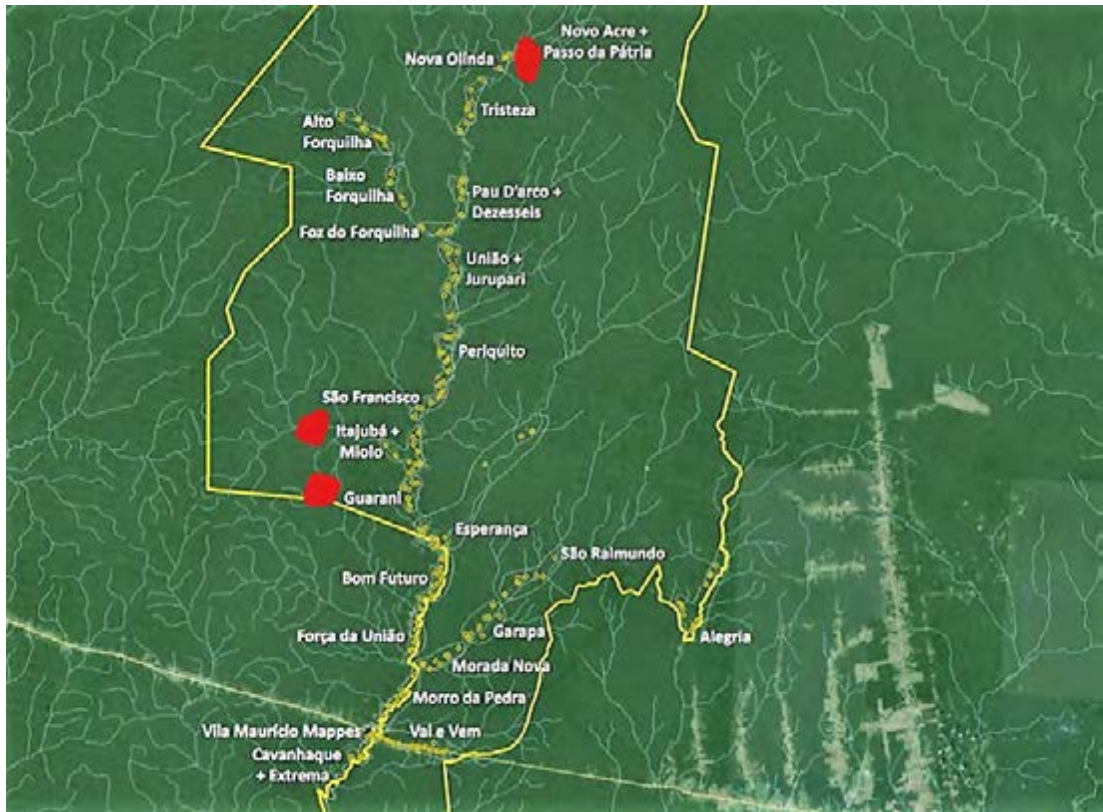 Novo Acre +
Passo da Pátria
Nova Olinda
Tristeza
Alto
Forquilha
Baixo
Forquilha
Pau D'arco +
Dezesseis
Foz do Forquilha
União +
Jurupari
Periquito
São Francisco
Itajubá +
Miolo
Guarani
Esperança
São Raimundo
Bom Futuro
Força da União
Garapa
Alegria
Morada Nova
Morro da Pedra
Vila Maurício Mappes
Vai e Vem
Cavanhaque
+ Extrema